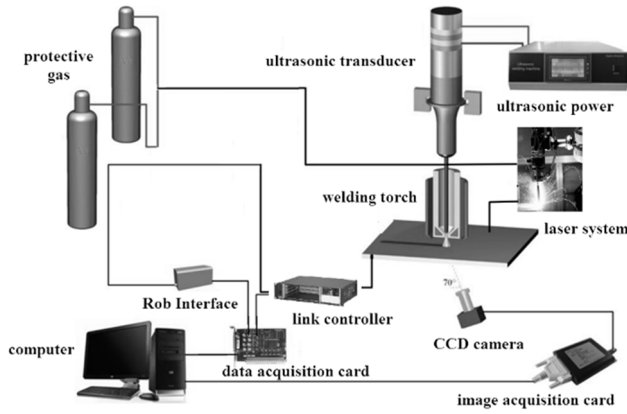 protective
gas
ultrasonic transducer
ultrasonic power
welding torch
laser system
Rob Interface
link controller
70°
CCD camera
computer
data acquisition card
image acquisition card